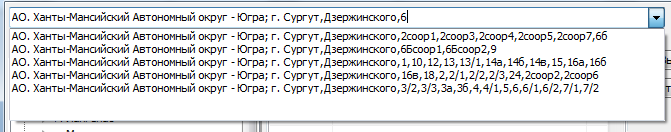 АО. Ханты-Мансийский Автономный округ - Югра; г. Сургут,Дзержинского,6
АО. Ханты-Мансийский Автономный округ - Югра; г. Сургут,Дзержинского,2соор1,2соор3,2соор4,2соор5,2соор7,6б
АО. Ханты-Мансийский Автономный округ - Югра; г. Сургут,Дзержинского,6Бсоор1,6Бсоор2,9
АО. Ханты-Мансийский Автономный округ - Югра; г. Сургут,Дзержинского,1,10,12,13,13/1,14а,14б,14в,15,16а,16б
АО. Ханты-Мансийский Автономный округ - Югра; г. Сургут,Дзержинского,16в,18,2,2/1,2/2,2/3,24,2соор2,2соор6
АО. Ханты-Мансийский Автономный округ - Югра; г. Сургут,Дзержинского,3/2,3/3,3а,3б,4,4/1,5,6,6/1,6/2,7/1,7/2